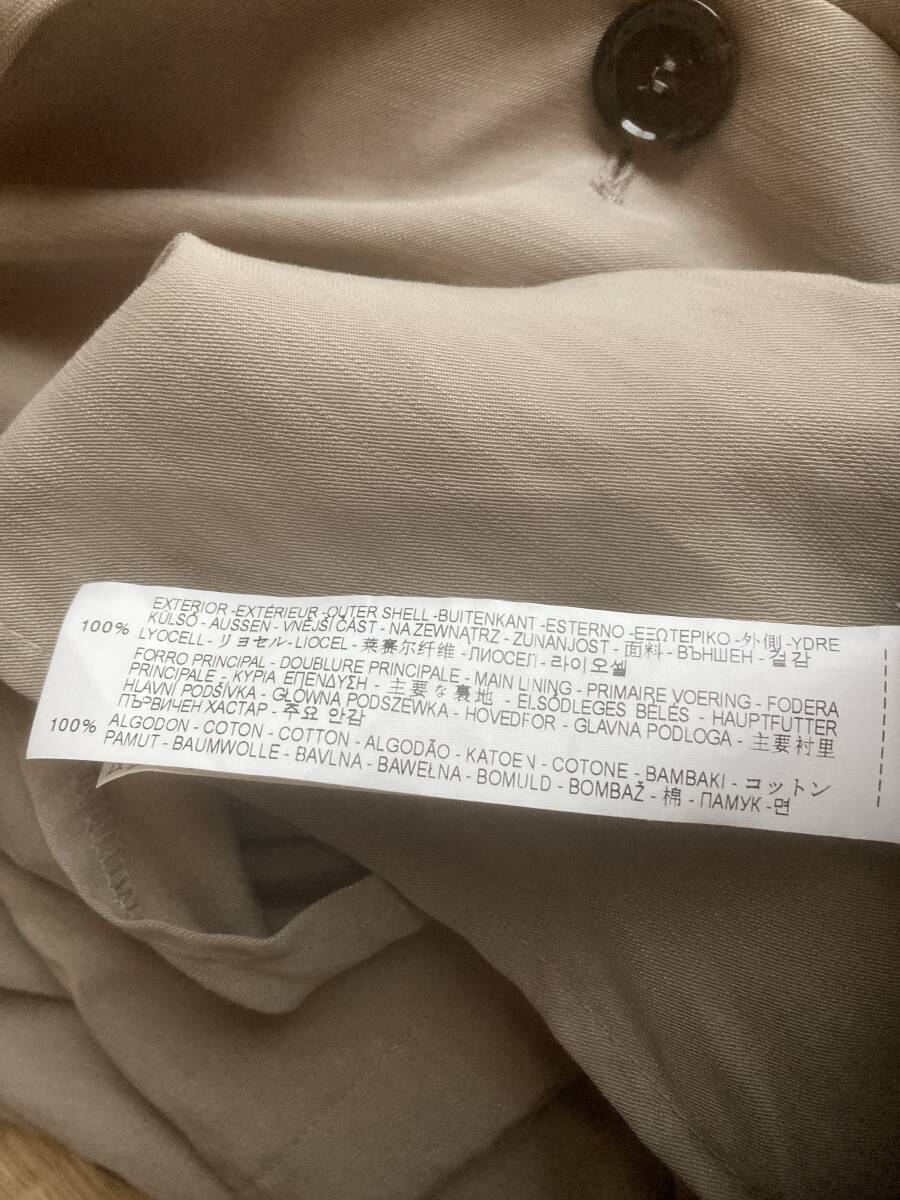 EXTERIOR -EXTÉRIEUR -OUTER SHELL -BUITENKANT -ESTERNO -ΕΞΩΤΕΡΙΚΟ -外側 -YDRE
KÜLSŐ - AUSSEN - VNĚJŠÍ ČÁST - NA ZEWNĄTRZ - ZUNANJOST - 面料 - ВЪНШЕН - 겉감
100% LYOCELL - リヨセル - LIOCEL - 莱赛尔纤维 - ЛИОСЕЛ - 라이오셀
FORRO PRINCIPAL - DOUBLURE PRINCIPALE - MAIN LINING - PRIMAIRE VOERING - FODERA
PRINCIPALE - ΚΥΡΙΑ ΕΠΕΝΔΥΣΗ - 主要な裏地 - ELSŐDLEGES BÉLÉS - HAUPTFUTTER
HLAVNÍ PODŠÍVKA - GŁÓWNA PODSZEWKA - HOVEDFOR - GLAVNA PODLOGA - 主要衬里
ПЪРВИЧЕН ХАСТАР - 주요 안감
100% ALGODON - COTON - COTTON - ALGODÃO - KATOEN - COTONE - BAMBAKI - コットン
PAMUT - BAUMWOLLE - BAVLNA - BAWEŁNA - BOMULD - BOMBAŽ - 棉 - ПАМУК -면